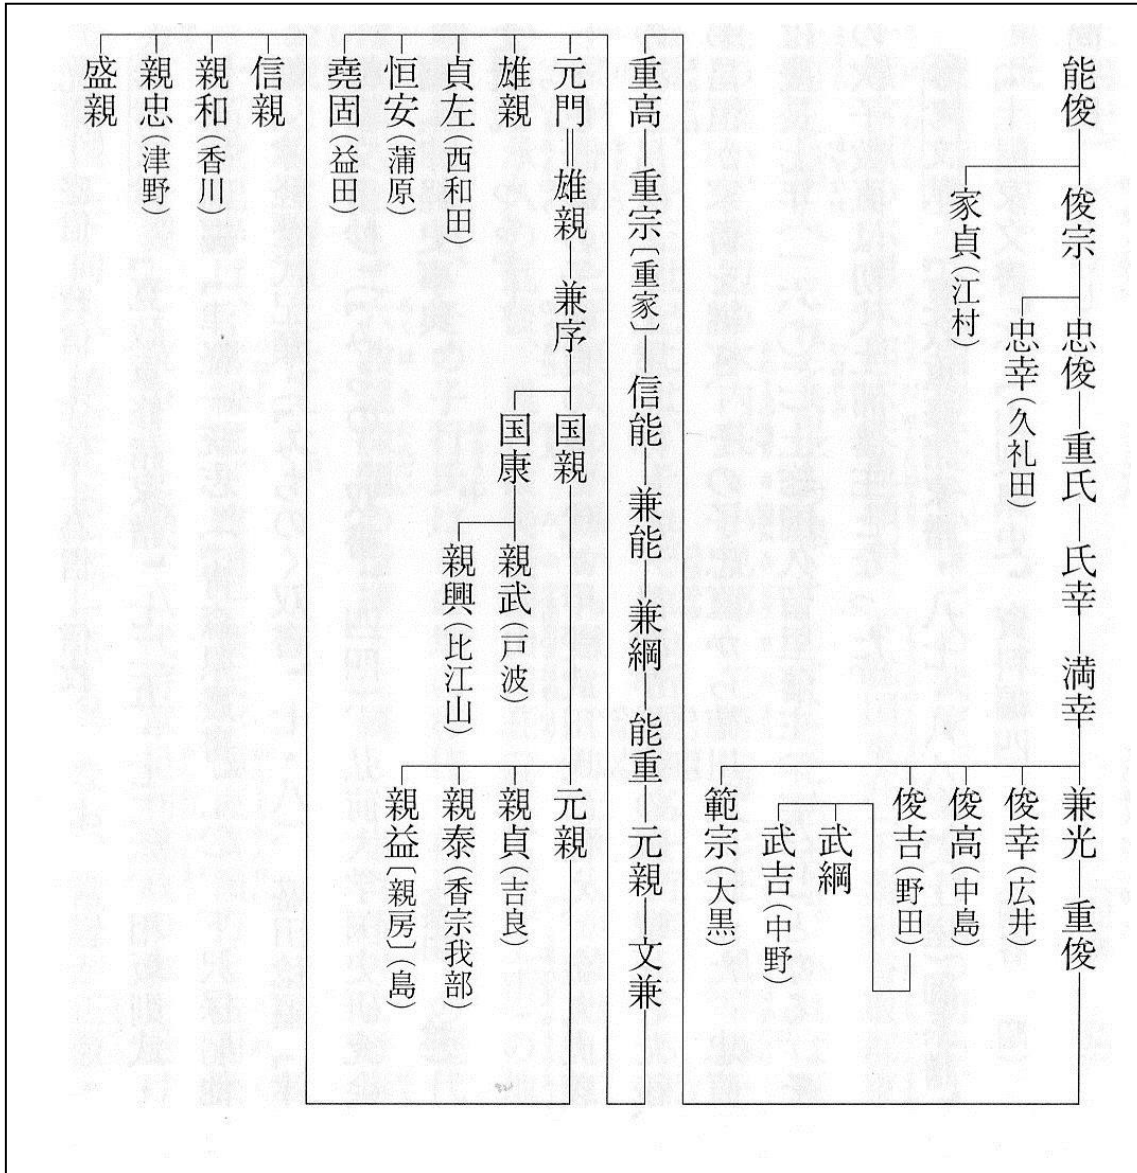 能俊
俊宗
家貞(江村)
忠俊
忠幸(久礼田)
重氏
氏幸
満幸
兼光
俊幸(広井)
俊高(中島)
俊吉(野田)
武綱
武吉(中野)
範宗(大黒)
重俊
重高
重宗〔重家〕
信能
兼能
兼綱
能重
元親
文兼
元門
雄親
貞左(西和田)
恒安(蒲原)
堯固(益田)
雄親
兼序
国親
国康
親武(戸波)
親興(比江山)
元親
親貞(吉良)
親泰(香宗我部)
親益〔親房〕(島)
信親
親和(香川)
親忠(津野)
盛親